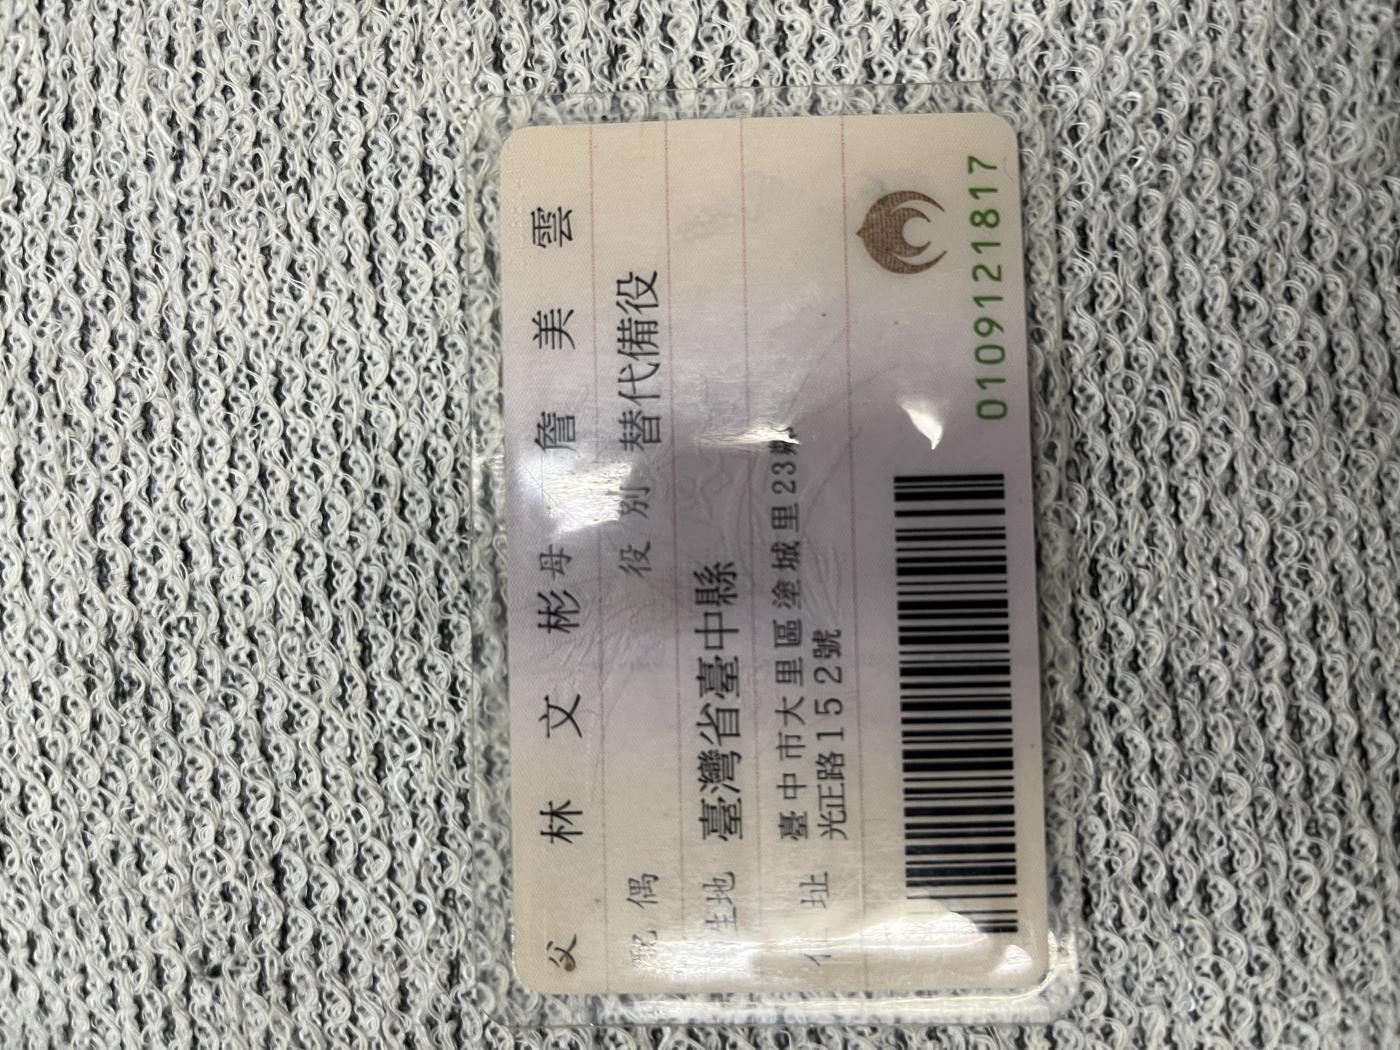 父 林 文 彬 母 詹 美 雲
配 偶 役 別 替代備役
出生地 臺灣省臺中縣
住 址 臺中市大里區塗城里23鄰
光正路152號
0109121817